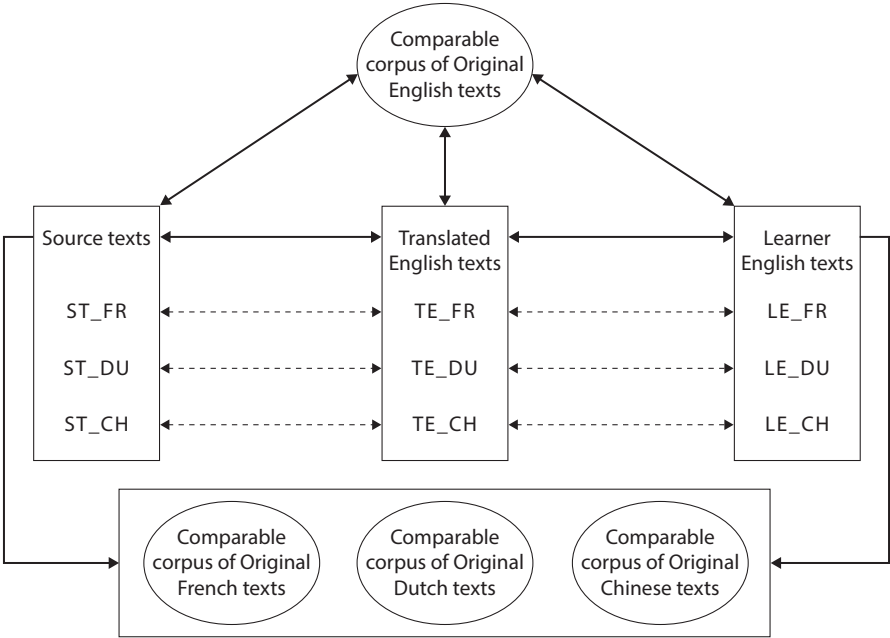 Comparable
corpus of Original
English texts
Source texts
Translated
English texts
Learner
English texts
ST_FR
TE_FR
LE_FR
ST_DU
TE_DU
LE_DU
ST_CH
TE_CH
LE_CH
Comparable
corpus of Original
French texts
Comparable
corpus of Original
Dutch texts
Comparable
corpus of Original
Chinese texts